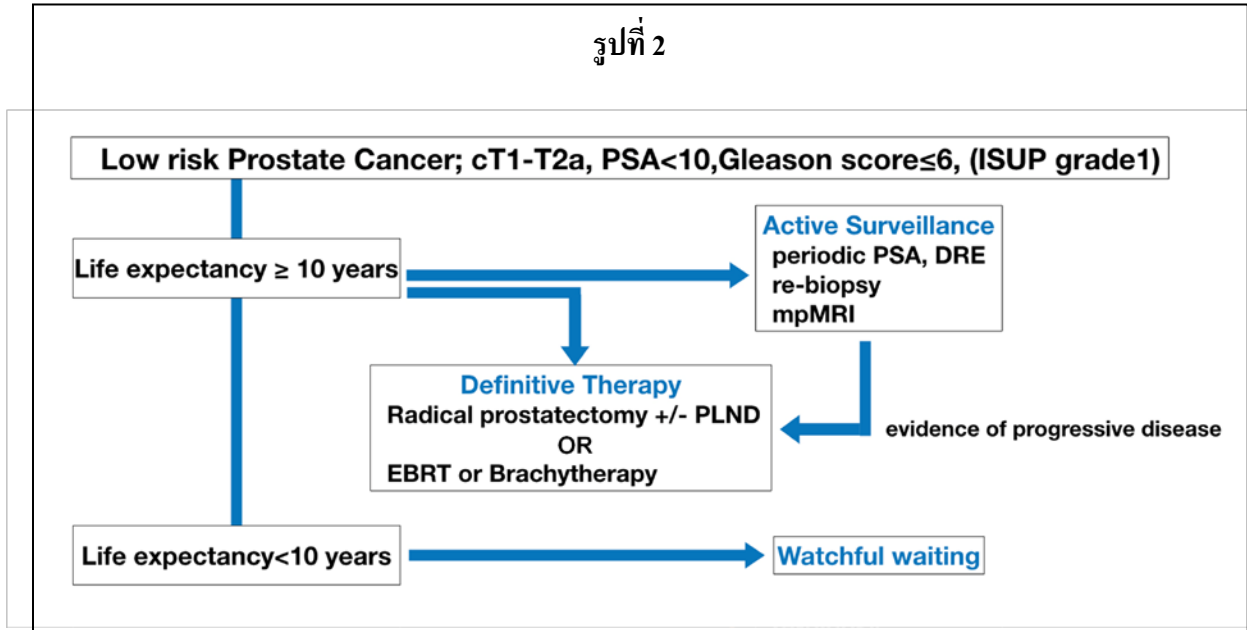 รูปที่ 2
Low risk Prostate Cancer; cT1-T2a, PSA<10,Gleason score≤6, (ISUP grade1)
Life expectancy ≥ 10 years
Active Surveillance
periodic PSA, DRE
re-biopsy
mpMRI
Definitive Therapy
Radical prostatectomy +/- PLND
OR
EBRT or Brachytherapy
evidence of progressive disease
Life expectancy<10 years
Watchful waiting